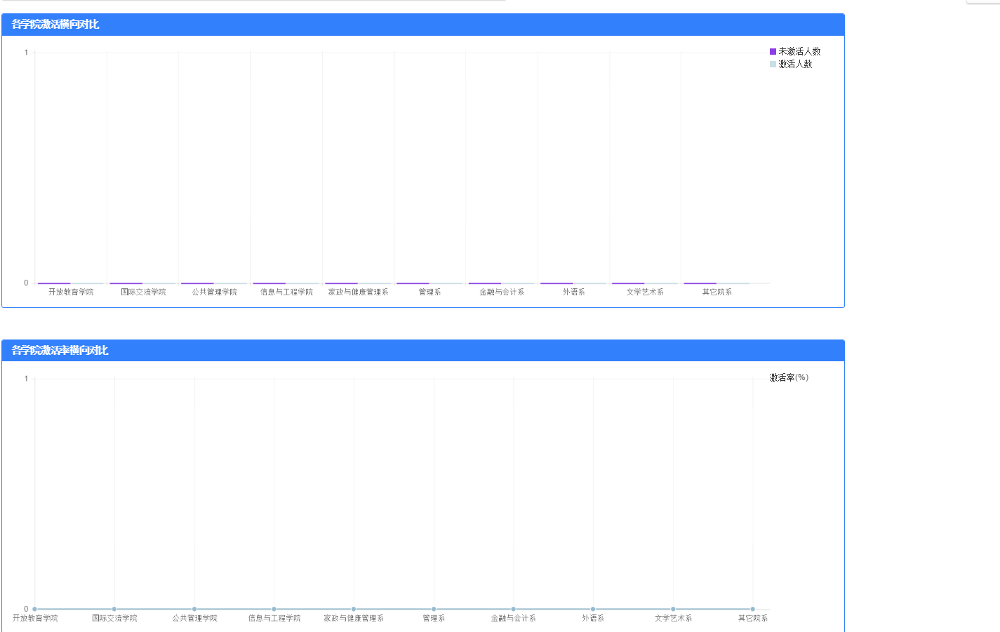 各学院激活横向对比
1
未激活人数
激活人数
0
开放教育学院 国际交流学院 公共管理学院 信息与工程学院 家政与健康管理系 管理系 金融与会计系 外语系 文学艺术系 其它院系
各学院激活率横向对比
1
激活率(%)
0
开放教育学院 国际交流学院 公共管理学院 信息与工程学院 家政与健康管理系 管理系 金融与会计系 外语系 文学艺术系 其它院系